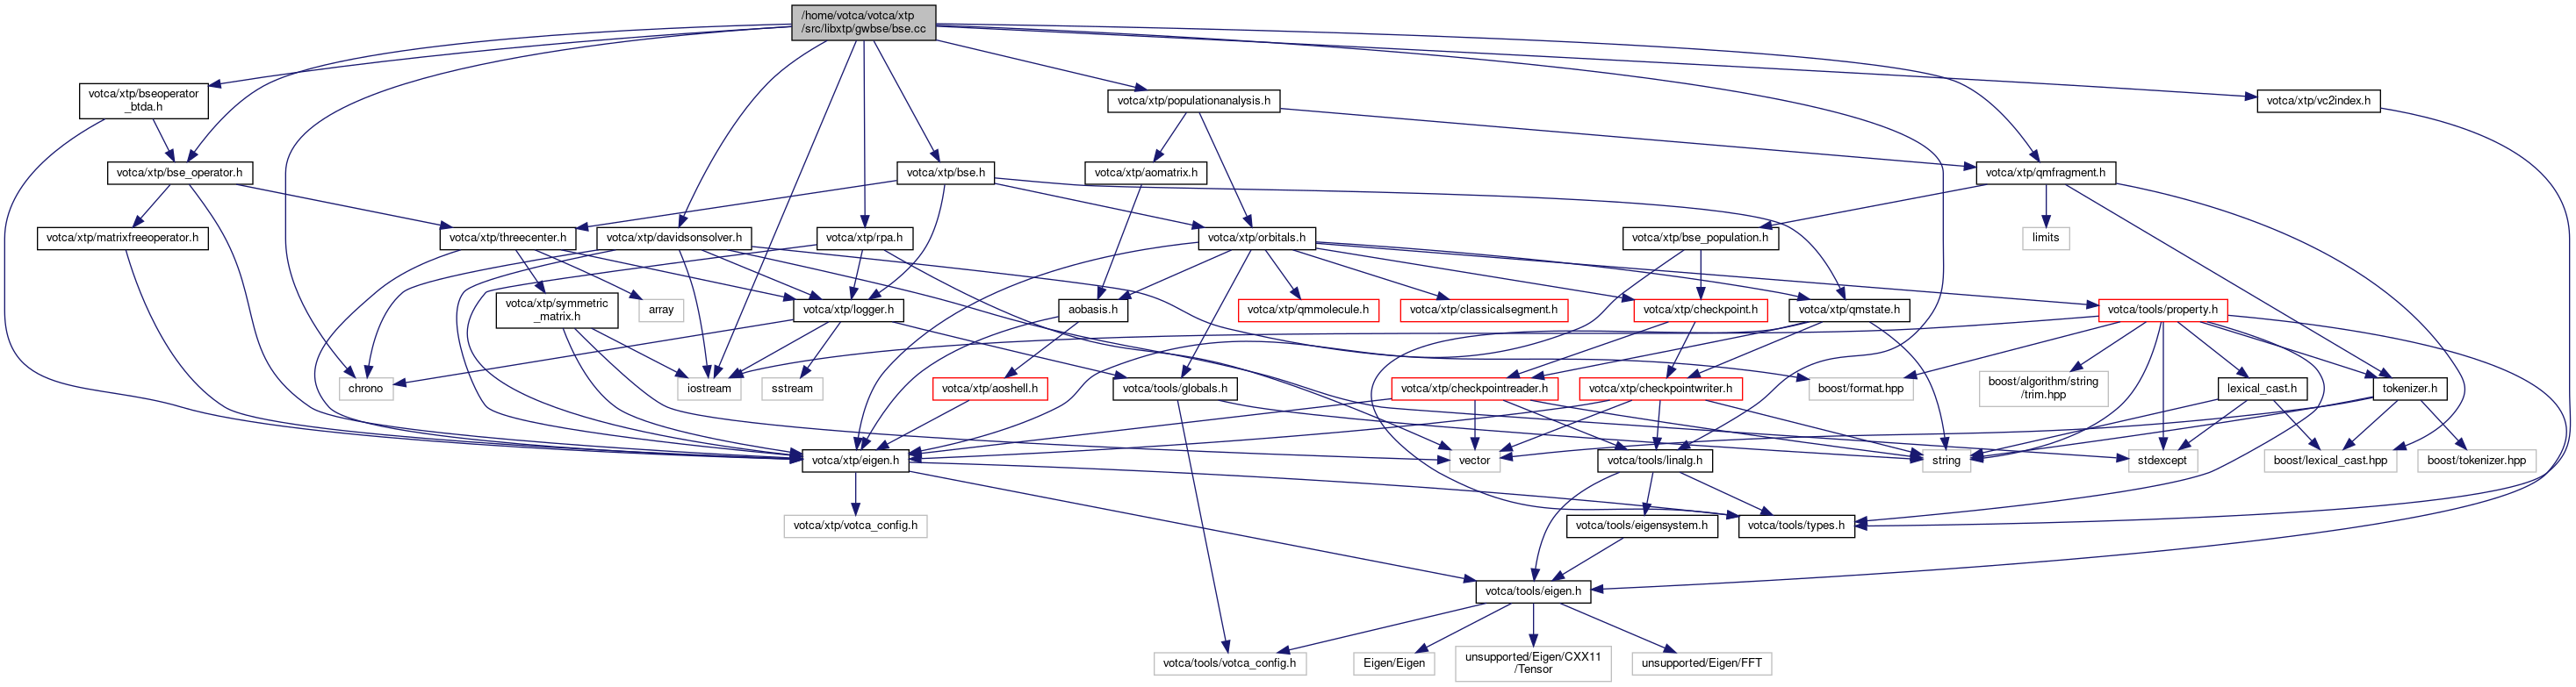 /home/votca/votca/xtp
/src/libxtp/gwbse/bse.cc
votca/xtp/bseoperator
_btda.h
votca/xtp/populationanalysis.h
votca/xtp/vc2index.h
votca/xtp/bse_operator.h
votca/xtp/bse.h
votca/xtp/aomatrix.h
votca/xtp/qmfragment.h
votca/xtp/matrixfreeoperator.h
votca/xtp/threecenter.h
votca/xtp/davidsonsolver.h
votca/xtp/rpa.h
votca/xtp/orbitals.h
votca/xtp/bse_population.h
limits
votca/xtp/symmetric
_matrix.h
array
votca/xtp/logger.h
aobasis.h
votca/xtp/qmmolecule.h
votca/xtp/classicalsegment.h
votca/xtp/checkpoint.h
votca/xtp/qmstate.h
votca/tools/property.h
chrono
iostream
sstream
votca/xtp/aoshell.h
votca/tools/globals.h
votca/xtp/checkpointreader.h
votca/xtp/checkpointwriter.h
boost/format.hpp
boost/algorithm/string
/trim.hpp
lexical_cast.h
tokenizer.h
votca/xtp/eigen.h
vector
votca/tools/linalg.h
string
stdexcept
boost/lexical_cast.hpp
boost/tokenizer.hpp
votca/xtp/votca_config.h
votca/tools/eigensystem.h
votca/tools/types.h
votca/tools/eigen.h
votca/tools/votca_config.h
Eigen/Eigen
unsupported/Eigen/CXX11
/Tensor
unsupported/Eigen/FFT